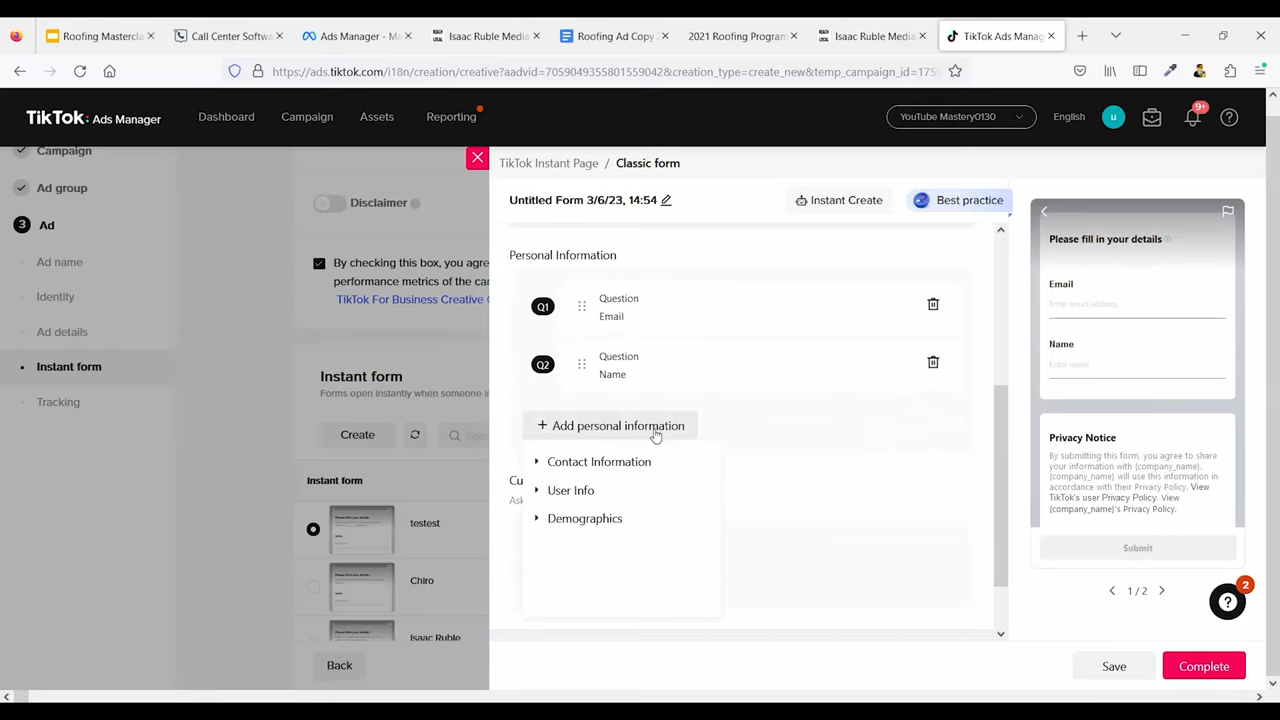 Roofing Mastercla
Call Center Softwa
Ads Manager - Ma
Isaac Ruble Media
Roofing Ad Copy
2021 Roofing Program
Isaac Ruble Media
TikTok Ads Manag
https://ads.tiktok.com/i18n/creation/creative?aadvid=7059049355801559042&creation_type=create_new&temp_campaign_id=175
TikTok: Ads Manager
Dashboard
Campaign
Assets
Reporting
YouTube Mastery0130
English
u
9+
Campaign
Ad group
3 Ad
Ad name
Identity
Ad details
Instant form
Tracking
Disclaimer
By checking this box, you agree
performance metrics of the ca
TikTok For Business Creative C
Instant form
Forms open instantly when someone i
Create
Instant form
testest
Chiro
Isaac Ruble
Back
TikTok Instant Page / Classic form
Untitled Form 3/6/23, 14:54
Instant Create
Best practice
Personal Information
Q1
Question
Email
Q2
Question
Name
+ Add personal information
Contact Information
User Info
Demographics
Cu
Ask
Please fill in your details
Email
Enter email address
Name
Enter name
Privacy Notice
By submitting this form, you agree to share
your information with {company_name}.
{company_name} will use this information in
accordance with their Privacy Policy. View
TikTok's user Privacy Policy. View
{company_name}'s Privacy Policy.
Submit
1 / 2
2
Save
Complete